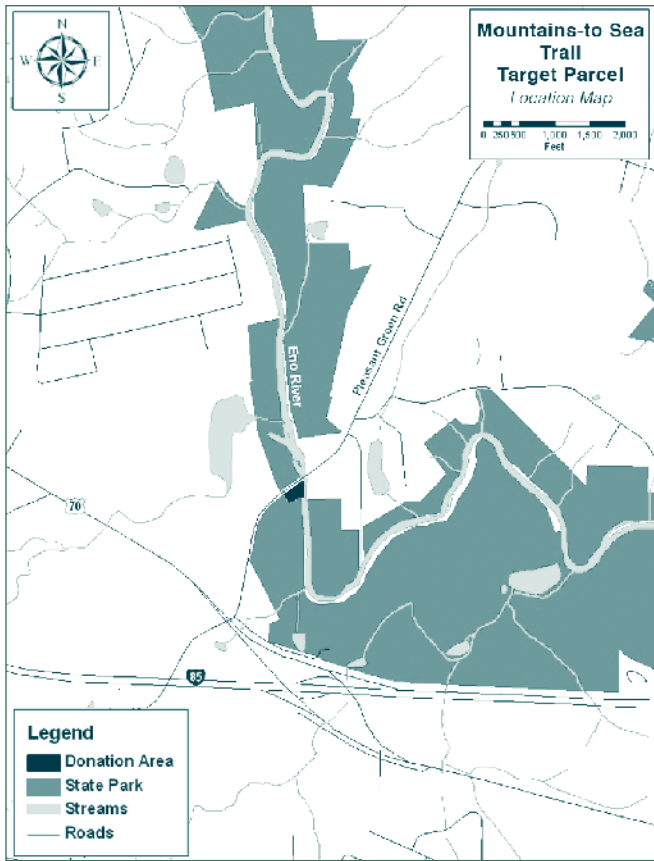 N
W E
S
Mountains-to Sea
Trail
Target Parcel
Location Map
0 250 500 1,000 1,500 2,000
Feet
Pleasant Green Rd
Eno River
70
85
Legend
Donation Area
State Park
Streams
Roads